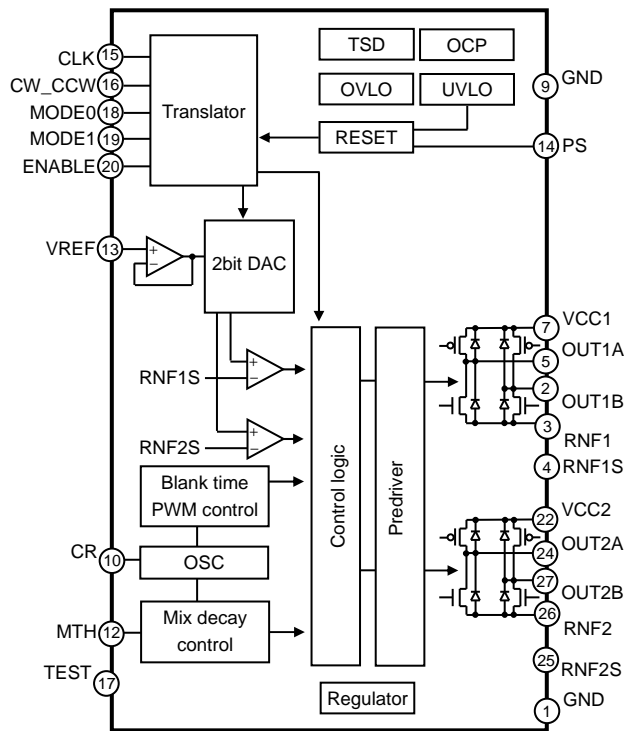 15
CLK
CW_CCW
16
MODE0
18
MODE1
19
ENABLE
20
Translator
TSD
OCP
OVLO
UVLO
RESET
9
GND
14
PS
VREF
13
+
−
2bit DAC
RNF1S
+
−
RNF2S
+
−
Blank time
PWM control
CR
10
OSC
MTH
12
Mix decay
control
TEST
17
Control logic
Predriver
Regulator
7
VCC1
5
OUT1A
2
OUT1B
3
RNF1
4
RNF1S
22
VCC2
24
OUT2A
27
OUT2B
26
RNF2
25
RNF2S
1
GND